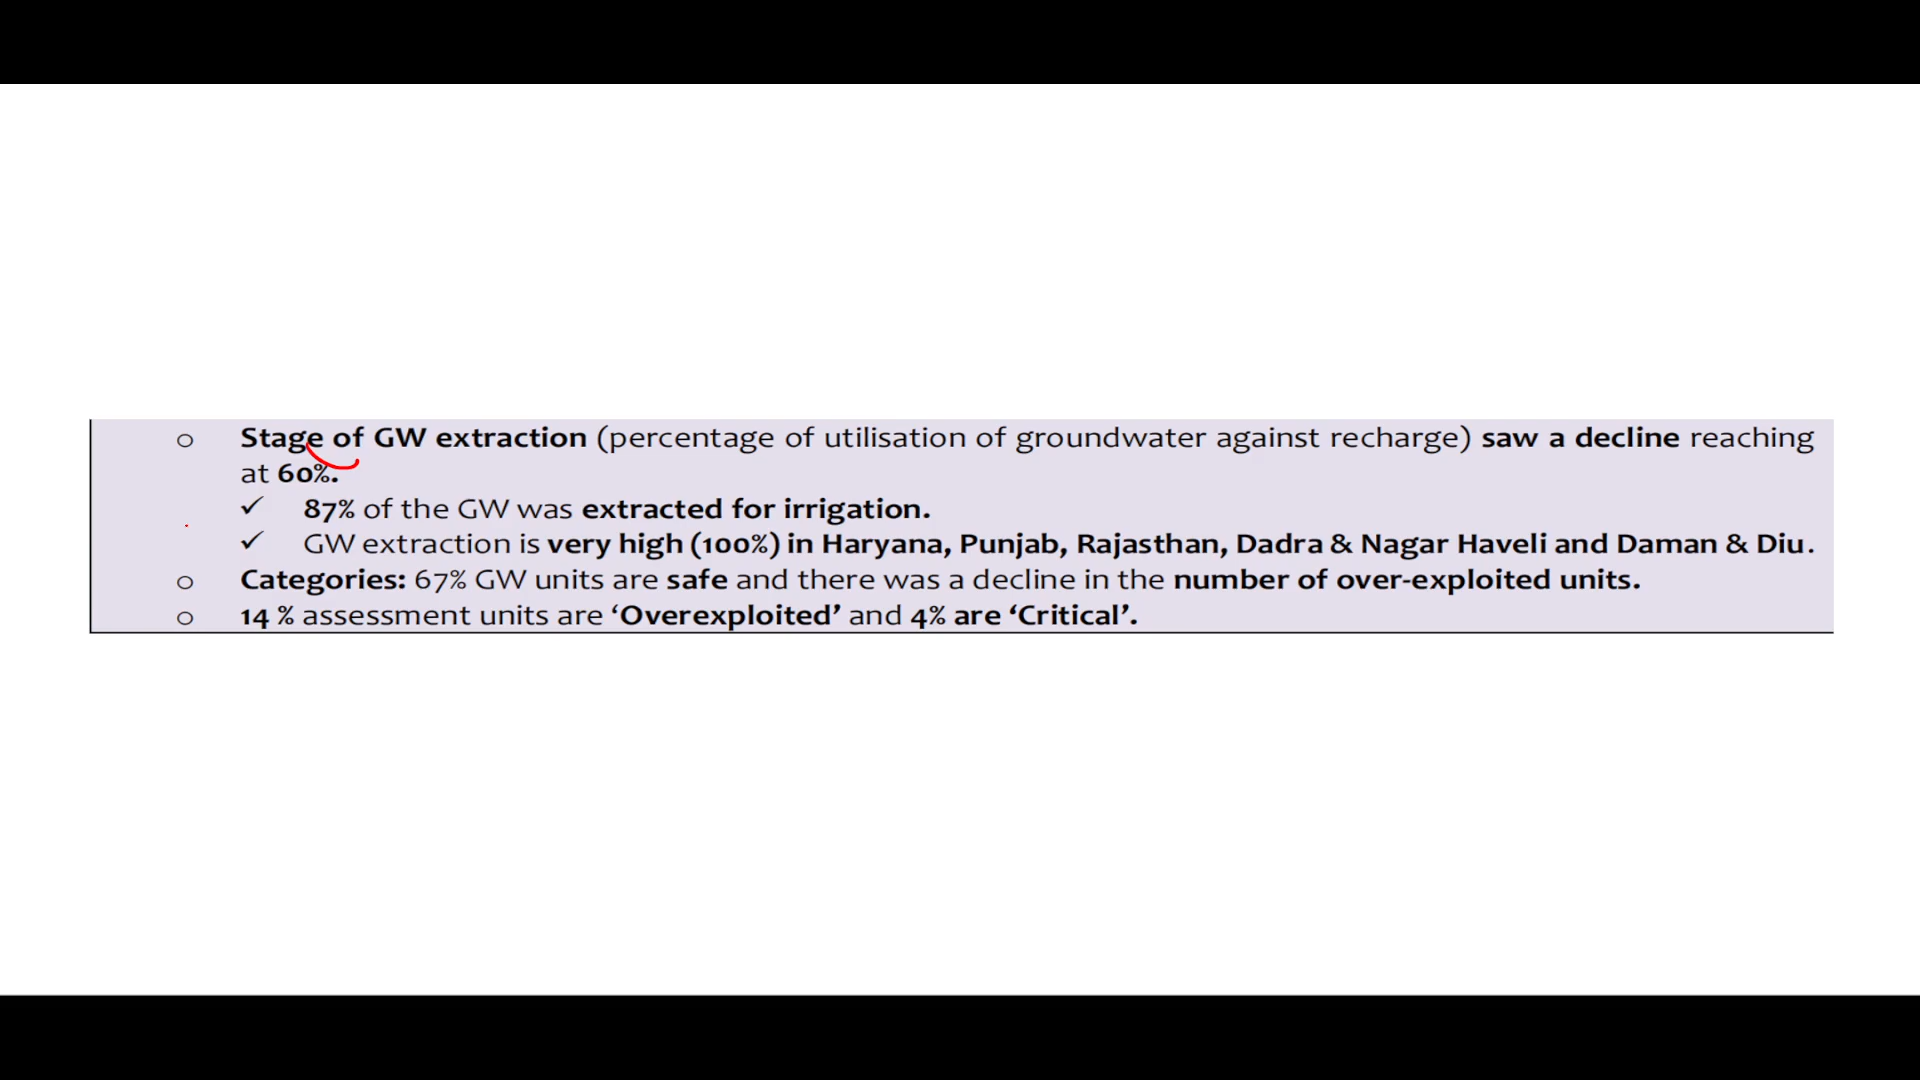 ○ Stage of GW extraction (percentage of utilisation of groundwater against recharge) saw a decline reaching
at 60%.
✓ 87% of the GW was extracted for irrigation.
✓ GW extraction is very high (100%) in Haryana, Punjab, Rajasthan, Dadra & Nagar Haveli and Daman & Diu.
○ Categories: 67% GW units are safe and there was a decline in the number of over-exploited units.
○ 14 % assessment units are ‘Overexploited’ and 4% are ‘Critical’.